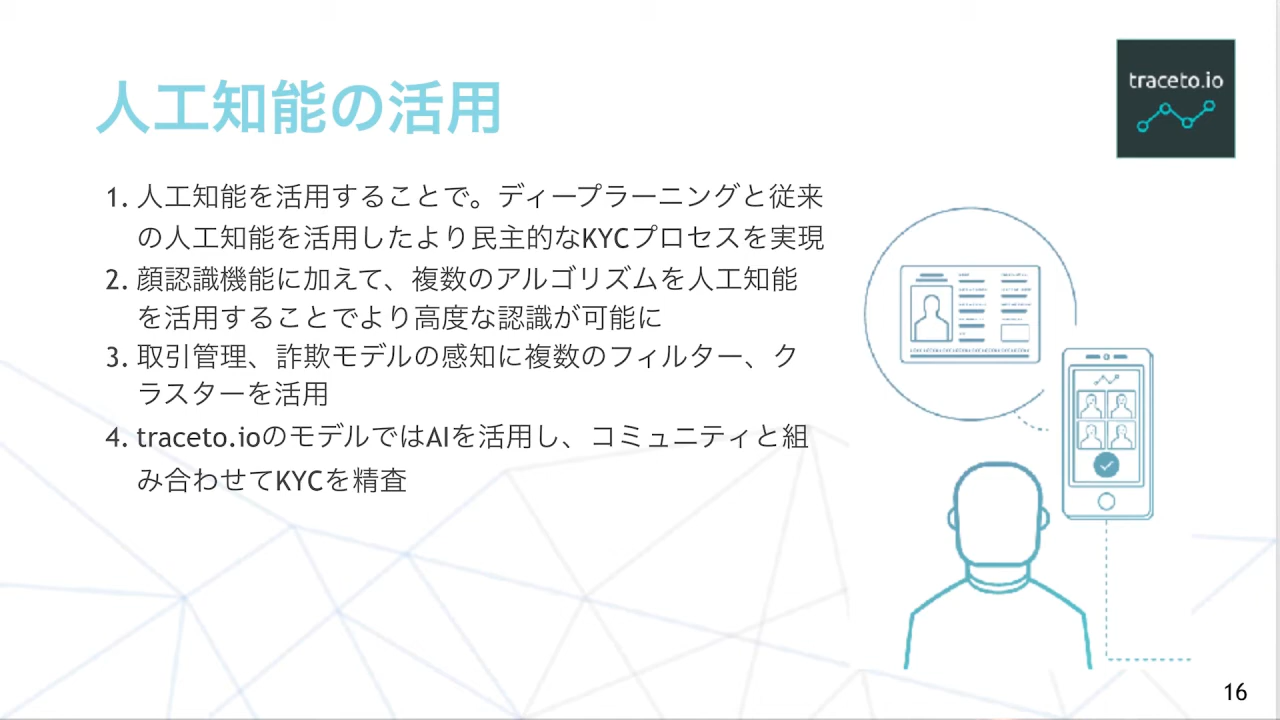 人工知能の活用
traceto.io
1. 人工知能を活用することで。ディープラーニングと従来
の人工知能を活用したより民主的なKYCプロセスを実現
2. 顔認識機能に加えて、複数のアルゴリズムを人工知能
を活用することでより高度な認識が可能に
3. 取引管理、詐欺モデルの感知に複数のフィルター、ク
ラスターを活用
4. traceto.ioのモデルではAIを活用し、コミュニティと組
み合わせてKYCを精査
16